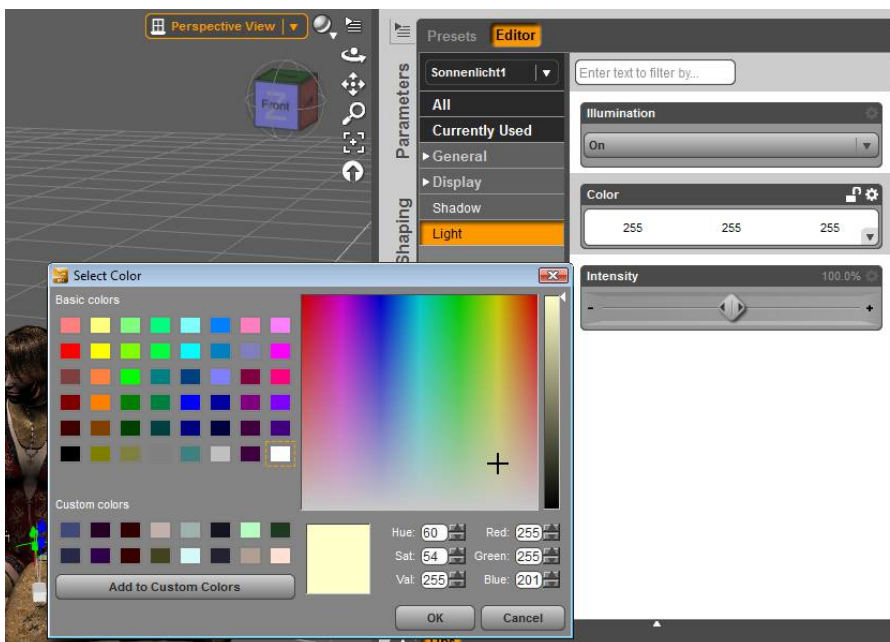 Perspective View
Front
Presets Editor
Parameters
Shaping
Sonnenlicht1
All
Currently Used
General
Display
Shadow
Light
Enter text to filter by...
Illumination
On
Color
255 255 255
Intensity 100.0%
- +
Select Color
Basic colors
Custom colors
Add to Custom Colors
Hue: 60 Red: 255
Sat: 54 Green: 255
Val: 255 Blue: 201
OK Cancel